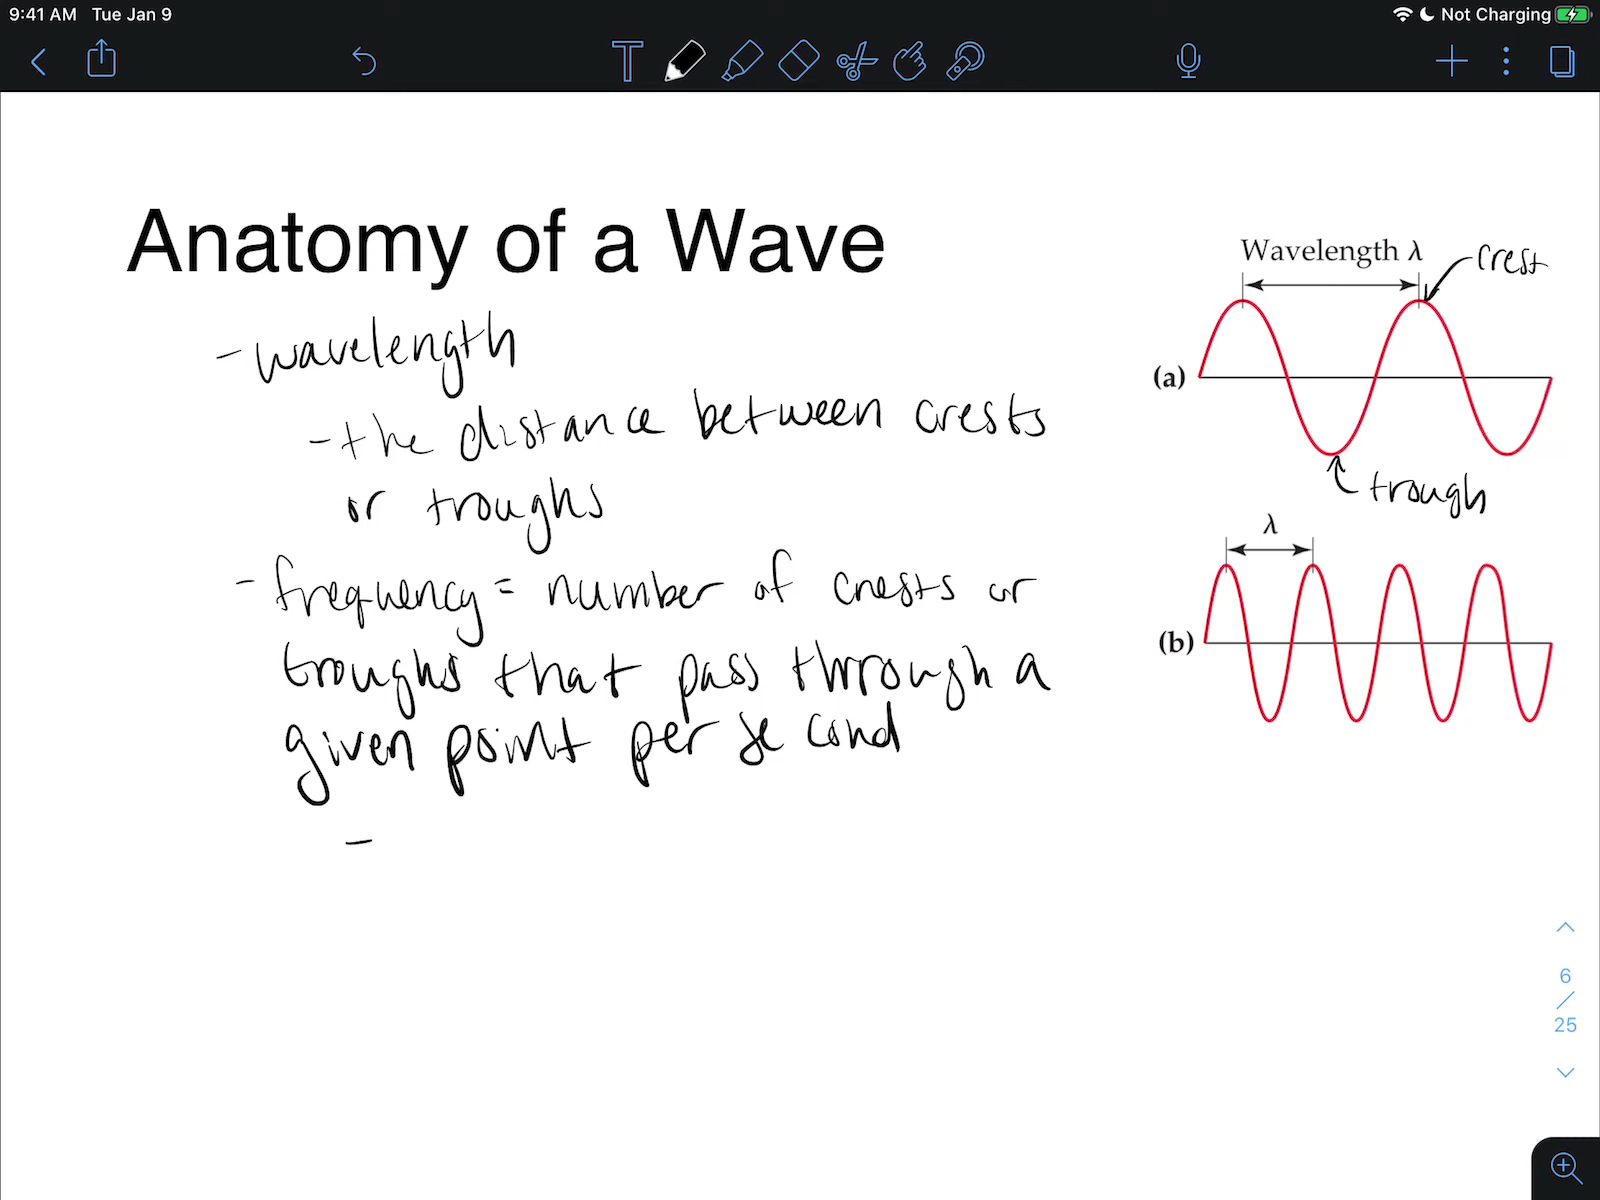 9:41 AM Tue Jan 9
Not Charging
T
Anatomy of a Wave
- wavelength
- the distance between crests
or troughs
- frequency = number of crests or
troughs that pass through a
given point per second
-
Wavelength λ
crest
(a)
trough
λ
(b)
6
/
25